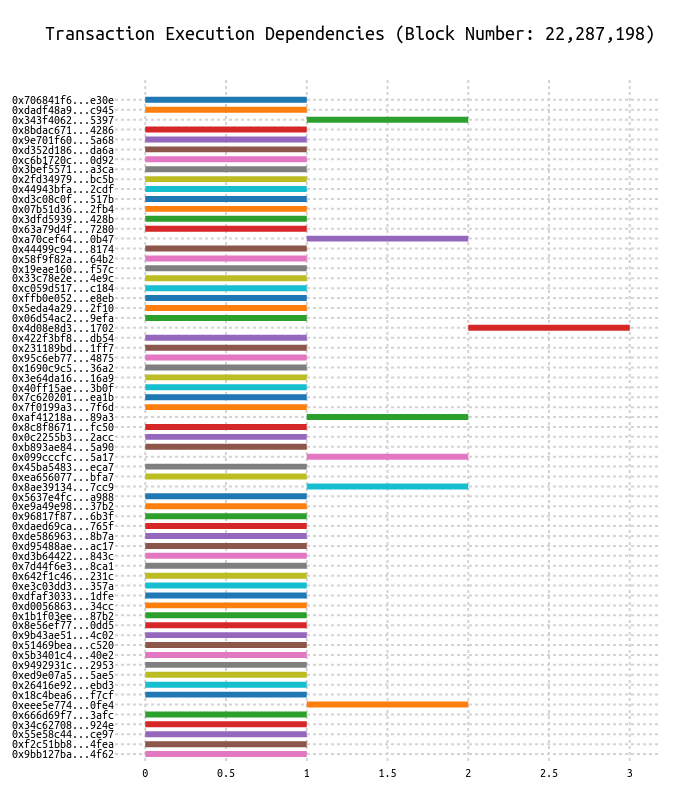 Transaction Execution Dependencies (Block Number: 22,287,198)
0x706841f6...e30e
0xdadf48a9...c945
0x343f4062...5397
0x8bdac671...4286
0x9e701f60...5a68
0xd352d186...da6a
0xc6b1720c...0d92
0x3bef5571...a3ca
0x2fd34979...bc5b
0x44943bfa...2cdf
0xd3c08c0f...517b
0x07b51d36...2fb4
0x3dfd5939...428b
0x63a79d4f...7280
0xa70cef64...0b47
0x44499c94...8174
0x58f9f82a...64b2
0x19eae160...f57c
0x33c78e2e...4e9c
0xc059d517...c184
0xffb0e052...e8eb
0x5eda4a29...2f10
0x06d54ac2...9efa
0x4d08e8d3...1702
0x422f3bf8...db54
0x231189bd...1ff7
0x95c6eb77...4875
0x1690c9c5...36a2
0x3e64da16...16a9
0x40ff15ae...3b0f
0x7c620201...ea1b
0x7f0199a3...7f6d
0xaf41218a...89a3
0x8c8f8671...fc50
0x0c2255b3...2acc
0xb893ae84...5a90
0x099cccfc...5a17
0x45ba5483...eca7
0xea656077...bfa7
0x8ae39134...7cc9
0x5637e4fc...a988
0xe9a49e98...37b2
0x96817f87...6b3f
0xdaed69ca...765f
0xde586963...8b7a
0xd95488ae...ac17
0xd3b64422...843c
0x7d44f6e3...8ca1
0x642f1c46...231c
0xe3c03dd3...357a
0xdfaf3033...1dfe
0xd0056863...34cc
0x1b1f03ee...87b2
0x8e56ef77...0dd5
0x9b43ae51...4c02
0x51469bea...c520
0x5b3401c4...40e2
0x9492931c...2953
0xed9e07a5...5ae5
0x26416e92...ebd3
0x18c4bea6...f7cf
0xeee5e774...0fe4
0x666d69f7...3afc
0x34c62708...924e
0x55e58c44...ce97
0xf2c51bb8...4fea
0x9bb127ba...4f62
0 0.5 1 1.5 2 2.5 3